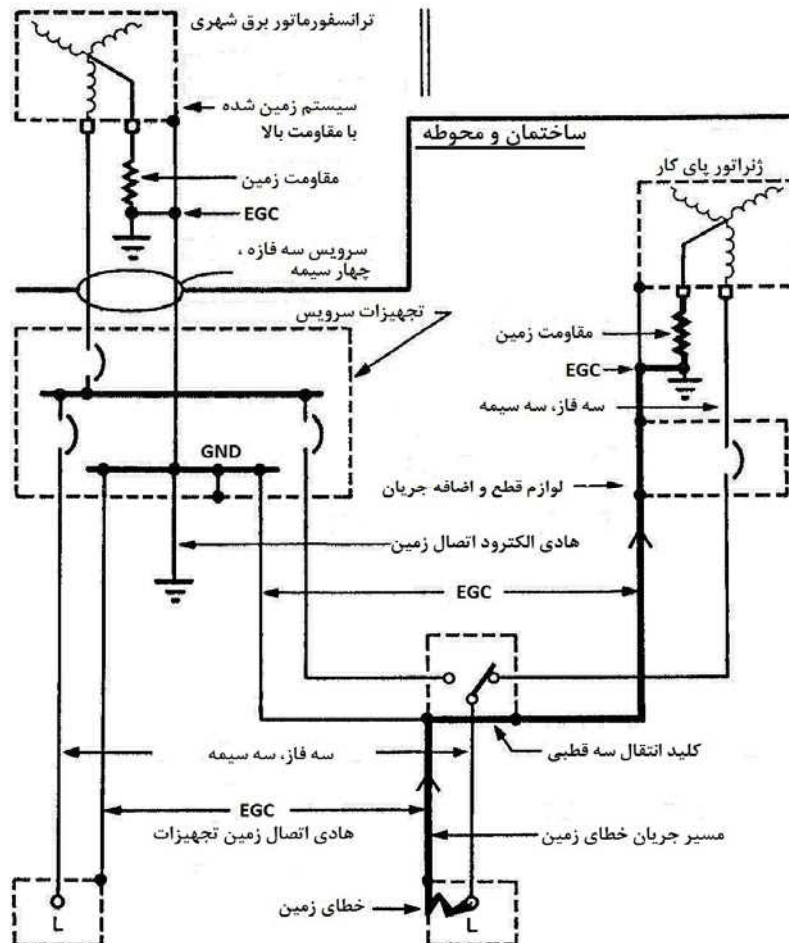 ترانسفورماتور برق شهری
سیستم زمین شده
با مقاومت بالا
ساختمان و محوطه
ژنراتور پای کار
مقاومت زمین
EGC
سرویس سه فازه ،
چهار سیمه
تجهیزات سرویس
مقاومت زمین
EGC
سه فاز، سه سیمه
GND
لوازم قطع و اضافه جریان
هادی الکترود اتصال زمین
EGC
کلید انتقال سه قطبی
سه فاز، سه سیمه
EGC
هادی اتصال زمین تجهیزات
مسیر جریان خطای زمین
خطای زمین
L
L